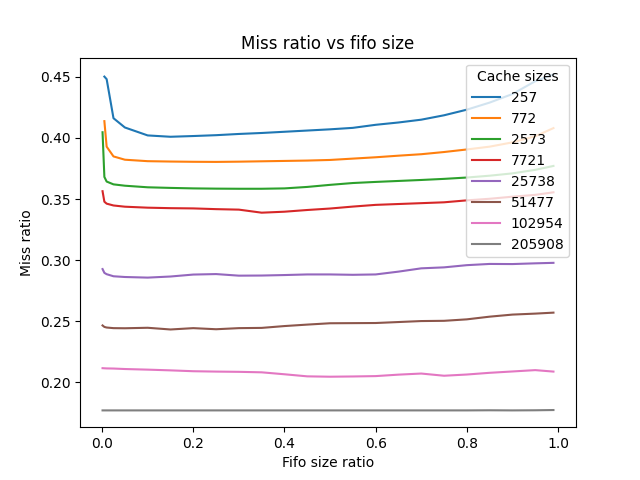 Miss ratio vs fifo size
Miss ratio
0.45
0.40
0.35
0.30
0.25
0.20
Cache sizes
257
772
2573
7721
25738
51477
102954
205908
0.0 0.2 0.4 0.6 0.8 1.0
Fifo size ratio